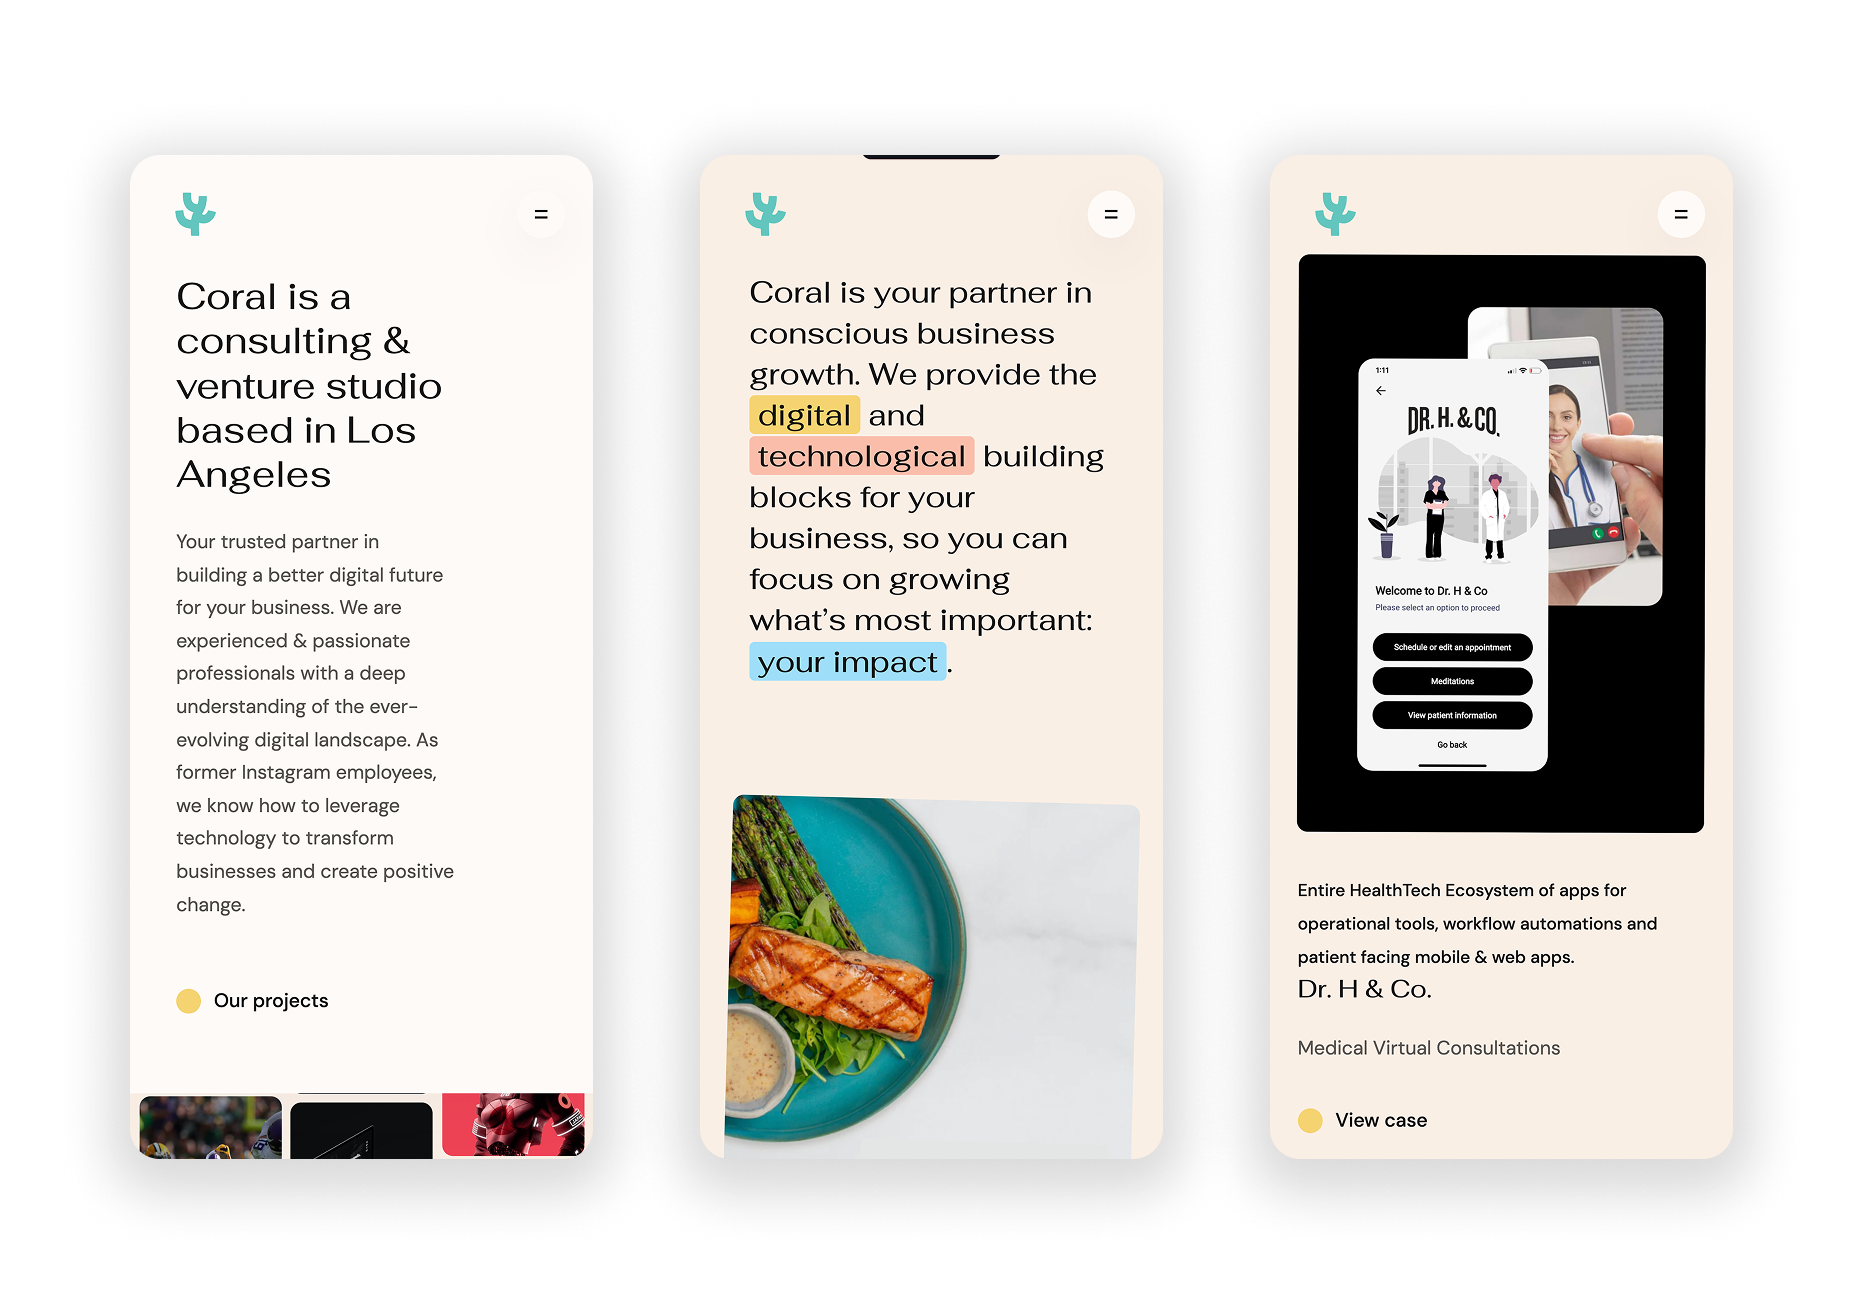 Coral is a
consulting &
venture studio
based in Los
Angeles
Your trusted partner in
building a better digital future
for your business. We are
experienced & passionate
professionals with a deep
understanding of the ever-
evolving digital landscape. As
former Instagram employees,
we know how to leverage
technology to transform
businesses and create positive
change.
Our projects
Coral is your partner in
conscious business
growth. We provide the
digital and
technological building
blocks for your
business, so you can
focus on growing
what’s most important:
your impact.
1:11
DR. H. & CO.
Welcome to Dr. H & Co
Please select an option to proceed
Schedule or edit an appointment
Meditations
View patient information
Go back
Entire HealthTech Ecosystem of apps for
operational tools, workflow automations and
patient facing mobile & web apps.
Dr. H & Co.
Medical Virtual Consultations
View case